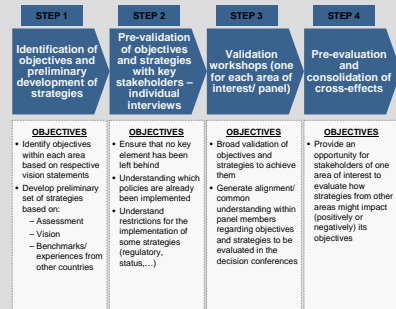 STEP 1
STEP 2
STEP 3
STEP 4
Identification of
objectives and
preliminary
development of
strategies
Pre-validation
of objectives
and strategies
with key
stakeholders –
individual
interviews
Validation
workshops (one
for each area of
interest/ panel)
Pre-evaluation
and
consolidation of
cross-effects
OBJECTIVES
• Identify objectives
within each area
based on respective
vision statements
• Develop preliminary
set of strategies
based on:
– Assessment
– Vision
– Benchmarks/
experiences from
other countries
OBJECTIVES
• Ensure that no key
element has been
left behind
• Understanding which
policies are already
been implemented
• Understand
restrictions for the
implementation of
some strategies
(regulatory,
status,...)
OBJECTIVES
• Broad validation of
objectives and
strategies to achieve
them
• Generate alignment/
common
understanding within
panel members
regarding objectives
and strategies to be
evaluated in the
decision conferences
OBJECTIVES
• Provide an
opportunity for
stakeholders of one
area of interest to
evaluate how
strategies from other
areas might impact
(positively or
negatively) its
objectives